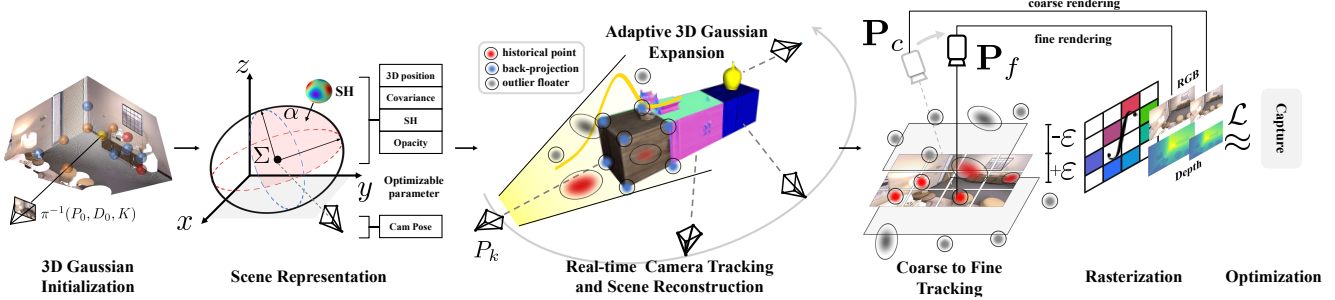 coarse rendering
fine rendering
P_c
P_f
Adaptive 3D Gaussian
Expansion
historical point
back-projection
outlier floater
z
SH
α
Σ
y
x
3D position
Covariance
SH
Opacity
Optimizable
parameter
Cam Pose
π⁻¹(P₀, D₀, K)
P_k
-ε
+ε
∫
RGB
Depth
ℒ
≈
Capture
3D Gaussian
Initialization
Scene Representation
Real-time Camera Tracking
and Scene Reconstruction
Coarse to Fine
Tracking
Rasterization
Optimization